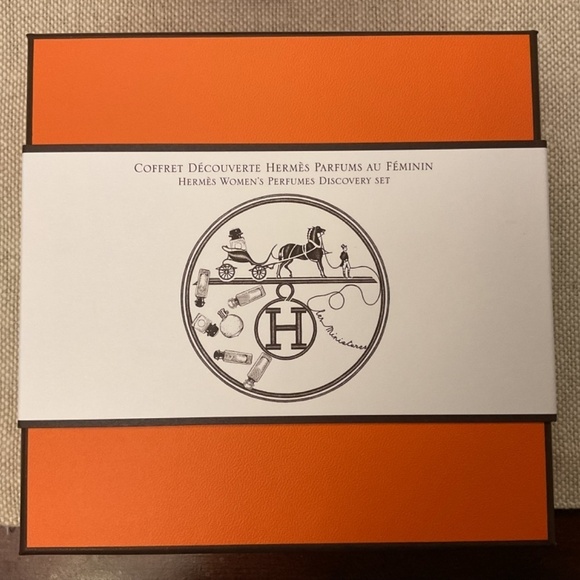 COFFRET DÉCOUVERTE HERMÈS PARFUMS AU FÉMININ
HERMÈS WOMEN'S PERFUMES DISCOVERY SET
H
Les Miniatures